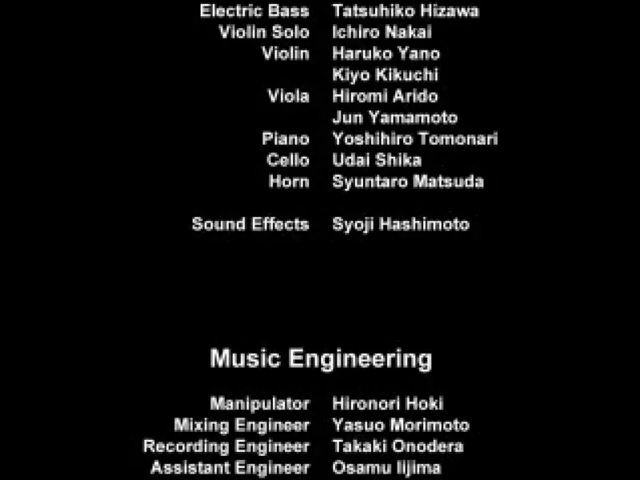 Electric Bass Tatsuhiko Hizawa
Violin Solo Ichiro Nakai
Violin Haruko Yano
Kiyo Kikuchi
Viola Hiromi Arido
Jun Yamamoto
Piano Yoshihiro Tomonari
Cello Udai Shika
Horn Syuntaro Matsuda
Sound Effects Syoji Hashimoto
Music Engineering
Manipulator Hironori Hoki
Mixing Engineer Yasuo Morimoto
Recording Engineer Takaki Onodera
Assistant Engineer Osamu Iijima